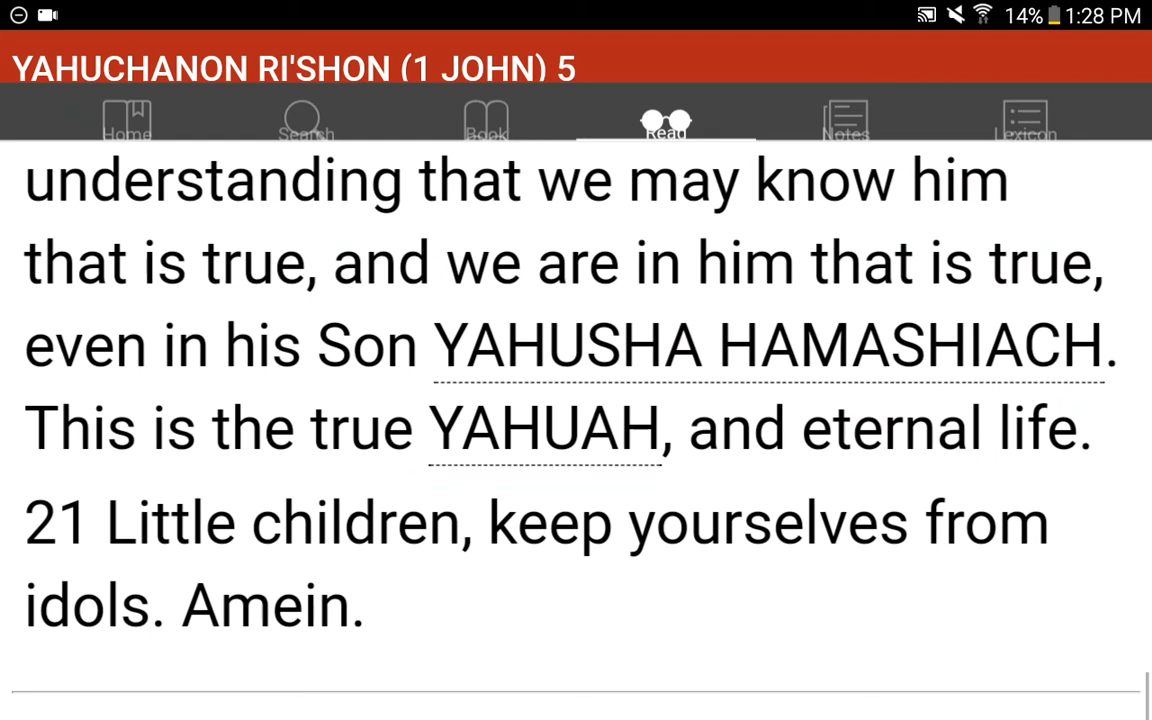 14% 1:28 PM
YAHUCHANON RI'SHON (1 JOHN) 5
Home Search Book Read Notes Lexicon
understanding that we may know him
that is true, and we are in him that is true,
even in his Son YAHUSHA HAMASHIACH.
This is the true YAHUAH, and eternal life.
21 Little children, keep yourselves from
idols. Amein.